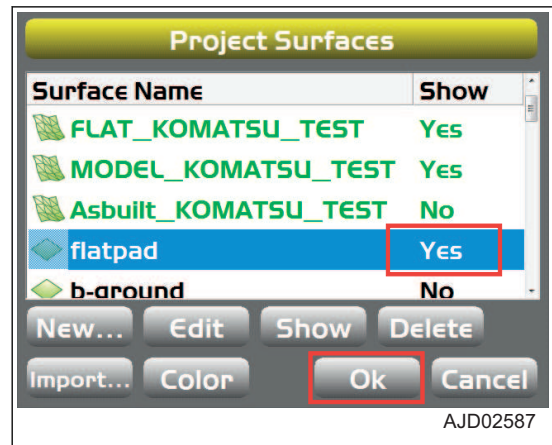 Project Surfaces
Surface Name Show
FLAT_KOMATSU_TEST Yes
MODEL_KOMATSU_TEST Yes
Asbuilt_KOMATSU_TEST No
flatpad Yes
b-ground No
New... Edit Show Delete
Import... Color Ok Cancel
AJD02587